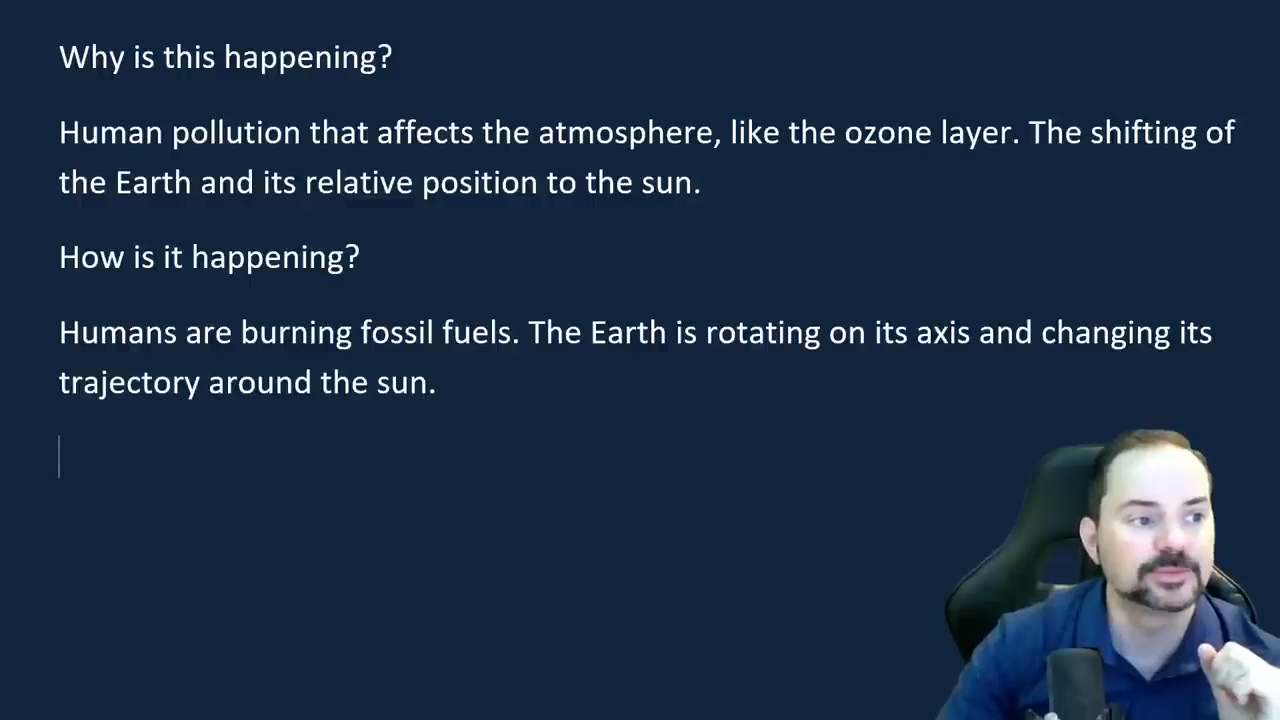 Why is this happening?
Human pollution that affects the atmosphere, like the ozone layer. The shifting of
the Earth and its relative position to the sun.
How is it happening?
Humans are burning fossil fuels. The Earth is rotating on its axis and changing its
trajectory around the sun.